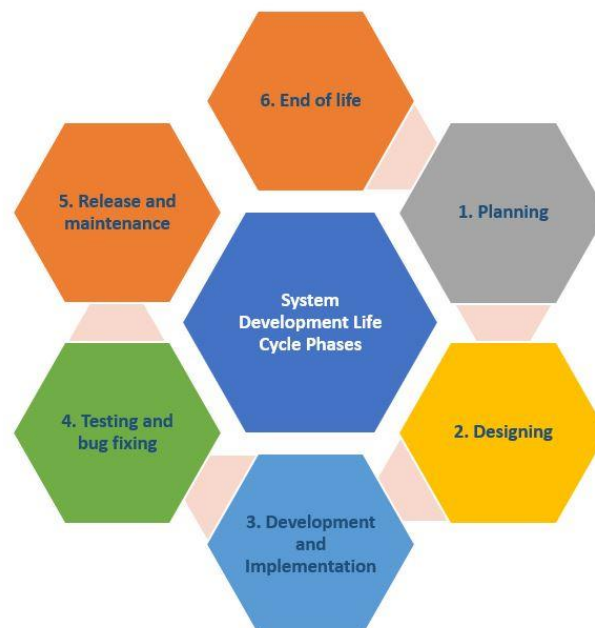 6. End of life
5. Release and
maintenance
1. Planning
System
Development Life
Cycle Phases
4. Testing and
bug fixing
2. Designing
3. Development
and
Implementation